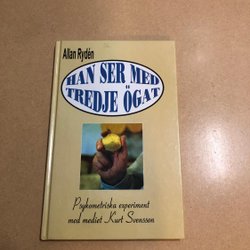 Allan Rydén
HAN SER MED
TREDJE ÖGAT
Psykometriska experiment
med mediet Kurt Svensson